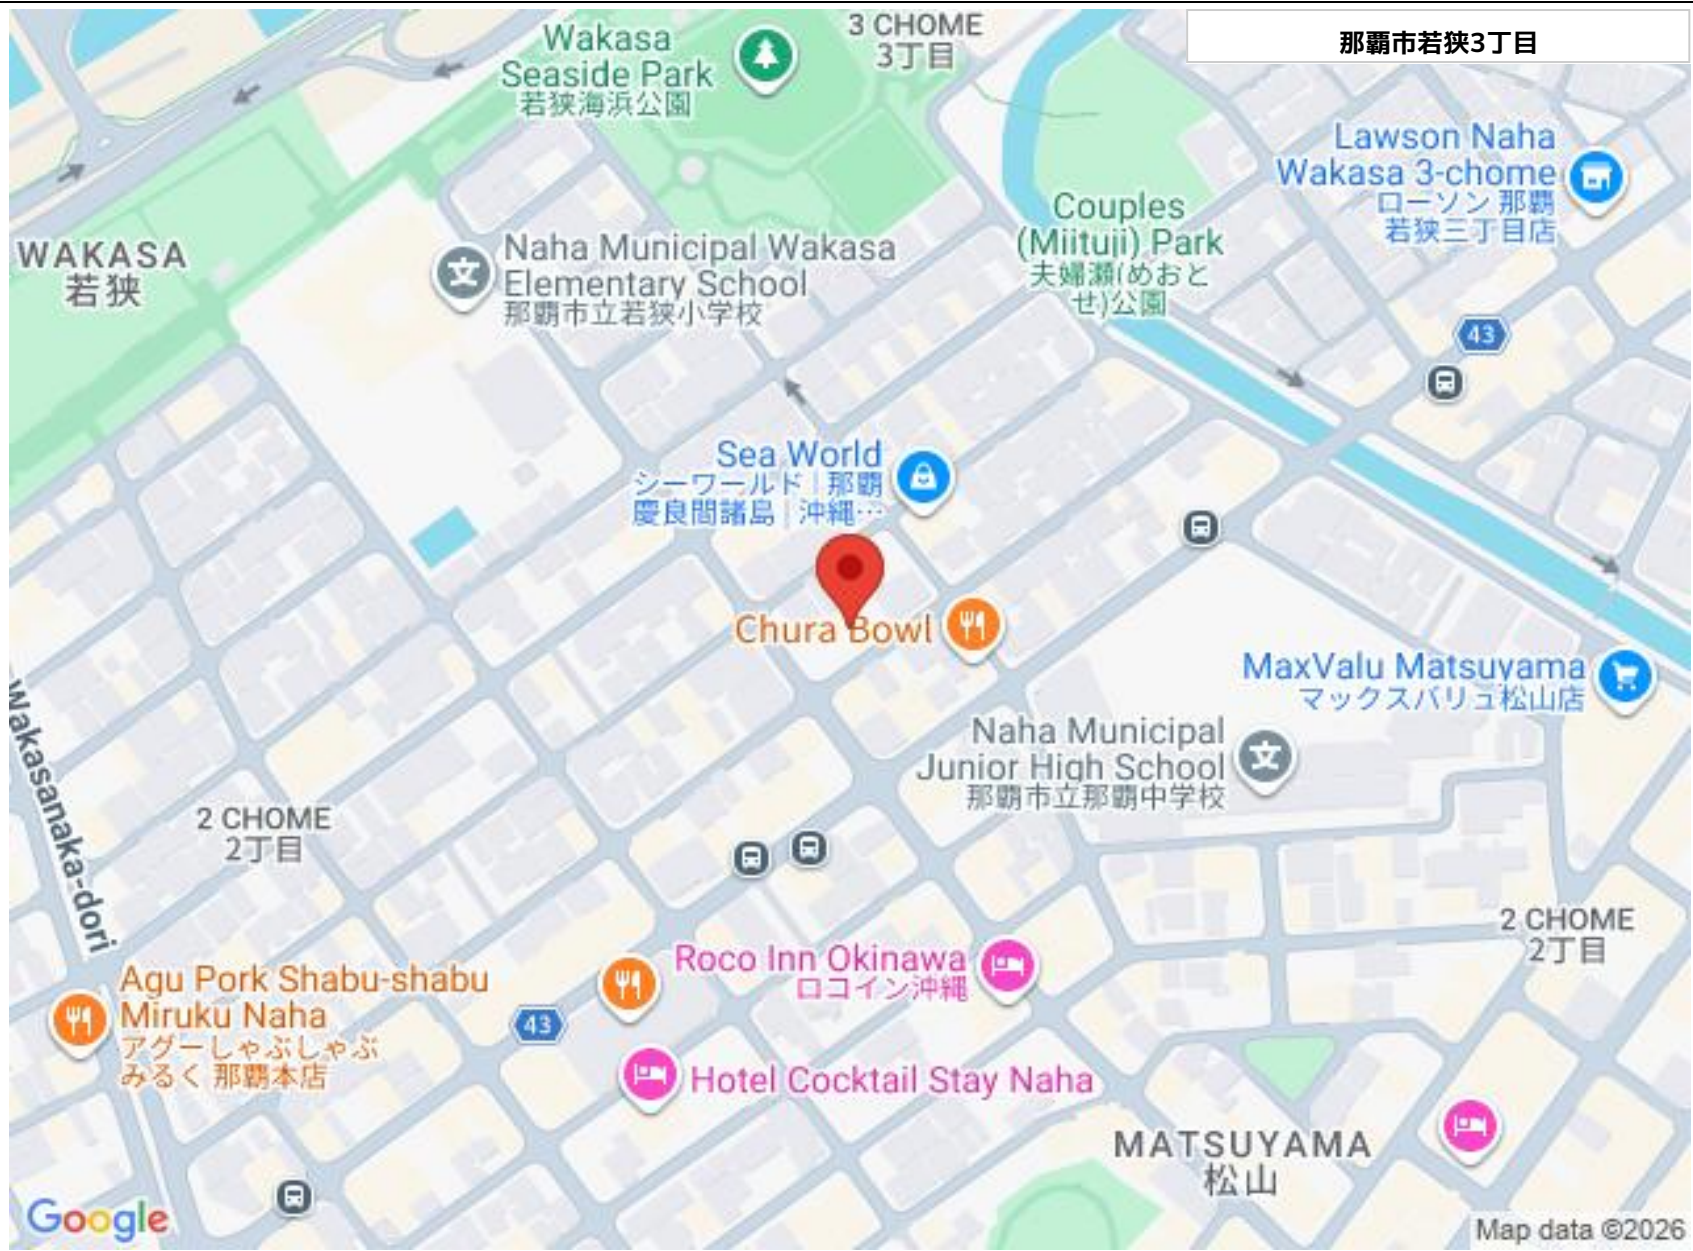 那覇市若狭3丁目
3 CHOME
3丁目
Wakasa
Seaside Park
若狭海浜公園
Lawson Naha
Wakasa 3-chome
ローソン 那覇
若狭三丁目店
Couples
(Miituji) Park
夫婦瀬(めおと
せ)公園
WAKASA
若狭
Naha Municipal Wakasa
Elementary School
那覇市立若狭小学校
43
Sea World
シーワールド | 那覇
慶良間諸島 | 沖縄…
Chura Bowl
MaxValu Matsuyama
マックスバリュ松山店
Naha Municipal
Junior High School
那覇市立那覇中学校
Wakasanaka-dori
2 CHOME
2丁目
2 CHOME
2丁目
Roco Inn Okinawa
ロコイン沖縄
Agu Pork Shabu-shabu
Miruku Naha
アグーしゃぶしゃぶ
みるく 那覇本店
43
Hotel Cocktail Stay Naha
MATSUYAMA
松山
Google
Map data ©2026